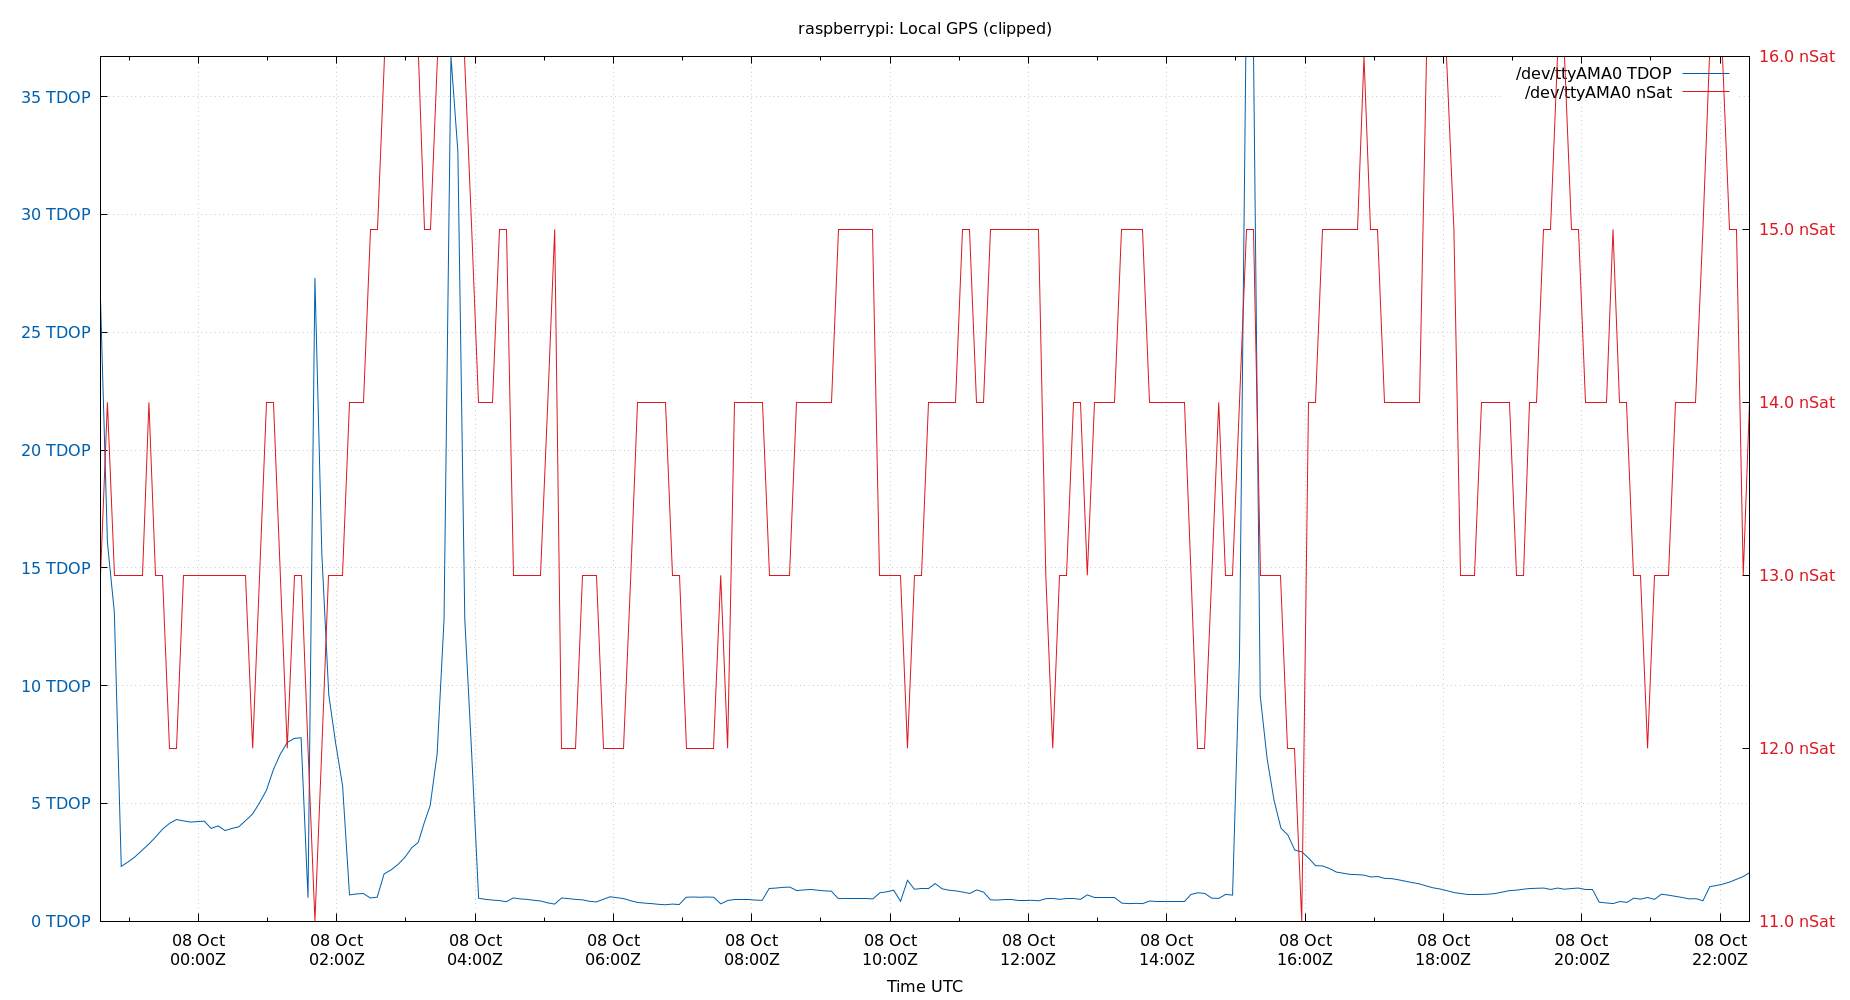 raspberrypi: Local GPS (clipped)
/dev/ttyAMA0 TDOP
/dev/ttyAMA0 nSat
35 TDOP
30 TDOP
25 TDOP
20 TDOP
15 TDOP
10 TDOP
5 TDOP
0 TDOP
16.0 nSat
15.0 nSat
14.0 nSat
13.0 nSat
12.0 nSat
11.0 nSat
08 Oct
00:00Z
08 Oct
02:00Z
08 Oct
04:00Z
08 Oct
06:00Z
08 Oct
08:00Z
08 Oct
10:00Z
08 Oct
12:00Z
08 Oct
14:00Z
08 Oct
16:00Z
08 Oct
18:00Z
08 Oct
20:00Z
08 Oct
22:00Z
Time UTC